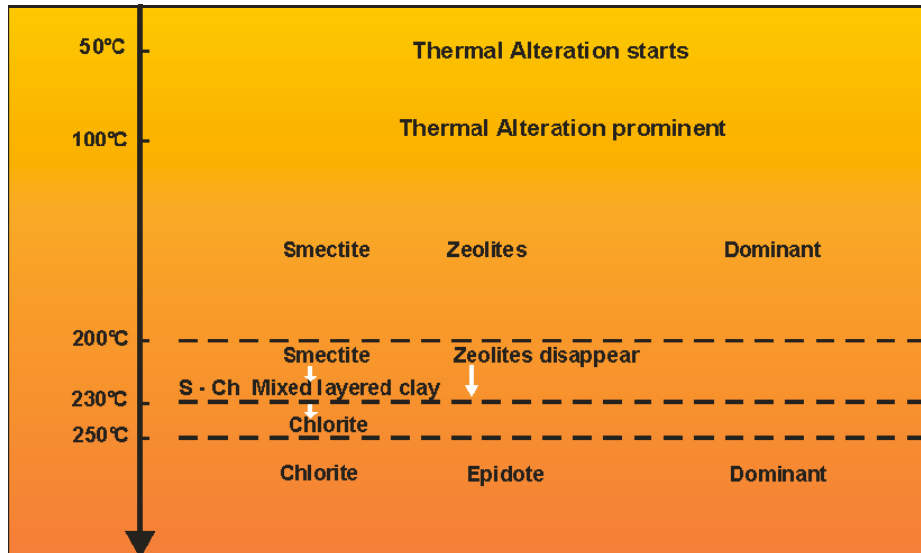 50°C Thermal Alteration starts
100°C Thermal Alteration prominent
Smectite Zeolites Dominant
200°C
Smectite Zeolites disappear
S - Ch Mixed layered clay
230°C
Chlorite
250°C
Chlorite Epidote Dominant